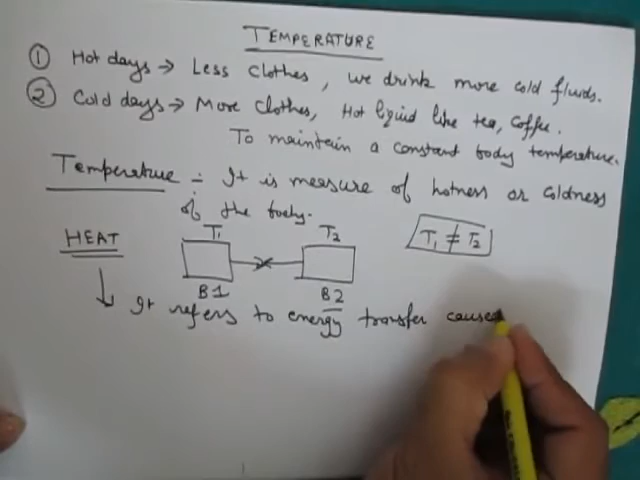 TEMPERATURE
① Hot days → Less clothes, we drink more cold fluids.
② Cold days → More clothes, Hot liquid like tea, coffee.
To maintain a constant body temperature.
Temperature :- It is measure of hotness or coldness
of the body.
HEAT T1 T2 T1 ≠ T2
B1 B2
↓ It refers to energy transfer cause